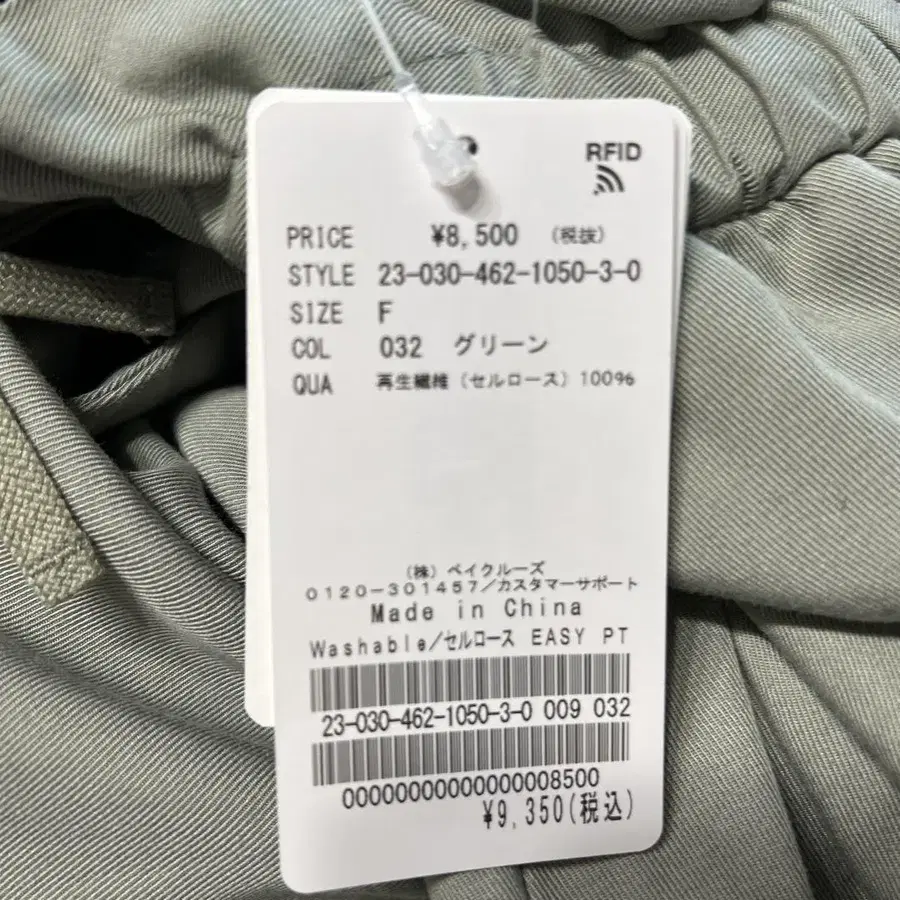 RFID
PRICE ¥8,500 (税抜)
STYLE 23-030-462-1050-3-0
SIZE F
COL 032 グリーン
QUA 再生繊維(セルロース)100%
(株)ベイクルーズ
0120-301457/カスタマーサポート
Made in China
Washable/セルロース EASY PT
23-030-462-1050-3-0 009 032
00000000000000008500
¥9,350(税込)